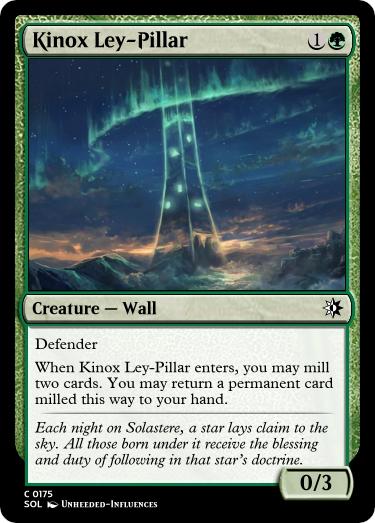 Kinox Ley-Pillar 1
Creature — Wall
Defender
When Kinox Ley-Pillar enters, you may mill
two cards. You may return a permanent card
milled this way to your hand.
Each night on Solastere, a star lays claim to the
sky. All those born under it receive the blessing
and duty of following in that star's doctrine.
0/3
C 0175
SOL Unheeded-Influences